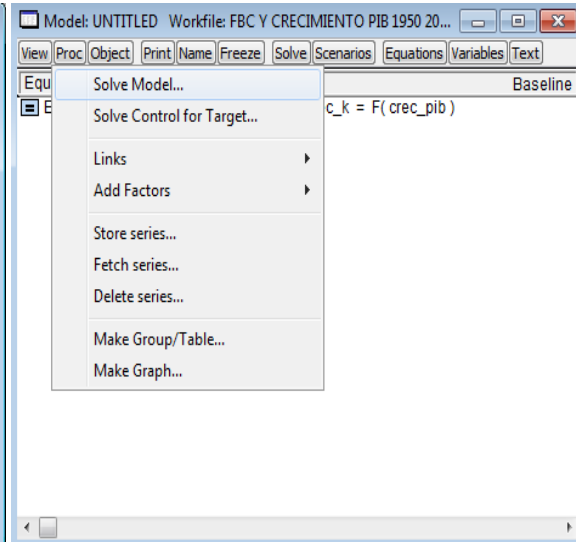 Model: UNTITLED Workfile: FBC Y CRECIMIENTO PIB 1950 20...
View Proc Object Print Name Freeze Solve Scenarios Equations Variables Text
Equ Baseline
E c_k = F( crec_pib )
Solve Model...
Solve Control for Target...
Links
Add Factors
Store series...
Fetch series...
Delete series...
Make Group/Table...
Make Graph...